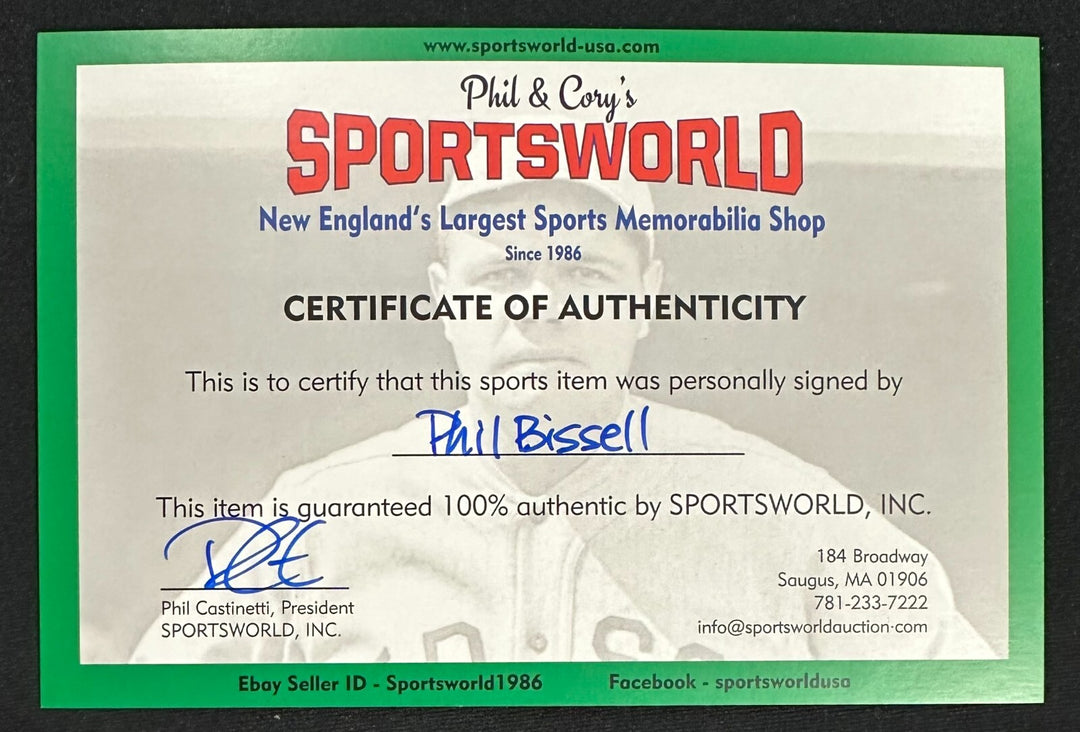 www.sportsworld-usa.com
Phil & Cory's
SPORTSWORLD
New England's Largest Sports Memorabilia Shop
Since 1986
CERTIFICATE OF AUTHENTICITY
This is to certify that this sports item was personally signed by
Phil Bissell
This item is guaranteed 100% authentic by SPORTSWORLD, INC.
Phil Castinetti, President
SPORTSWORLD, INC.
184 Broadway
Saugus, MA 01906
781-233-7222
info@sportsworldauction.com
Ebay Seller ID - Sportsworld1986
Facebook - sportsworldusa